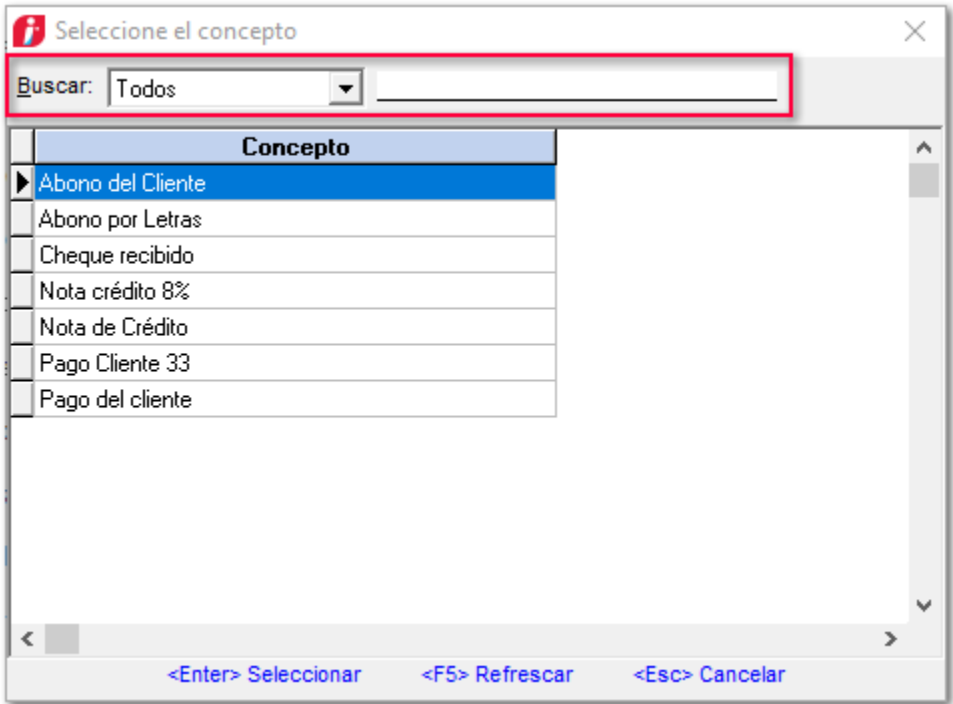 Seleccione el concepto
Buscar: Todos
Concepto
Abono del Cliente
Abono por Letras
Cheque recibido
Nota crédito 8%
Nota de Crédito
Pago Cliente 33
Pago del cliente
<Enter> Seleccionar <F5> Refrescar <Esc> Cancelar